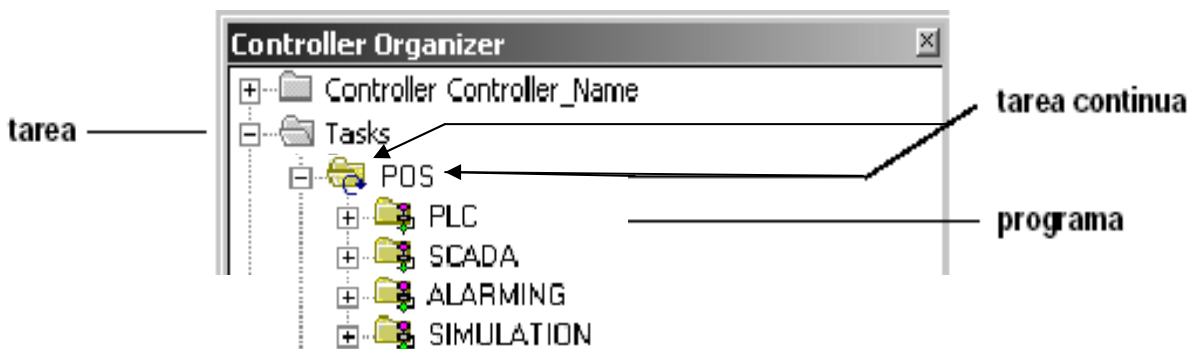 Controller Organizer
Controller Controller_Name
tarea continua
tarea
Tasks
POS
PLC
programa
SCADA
ALARMING
SIMULATION